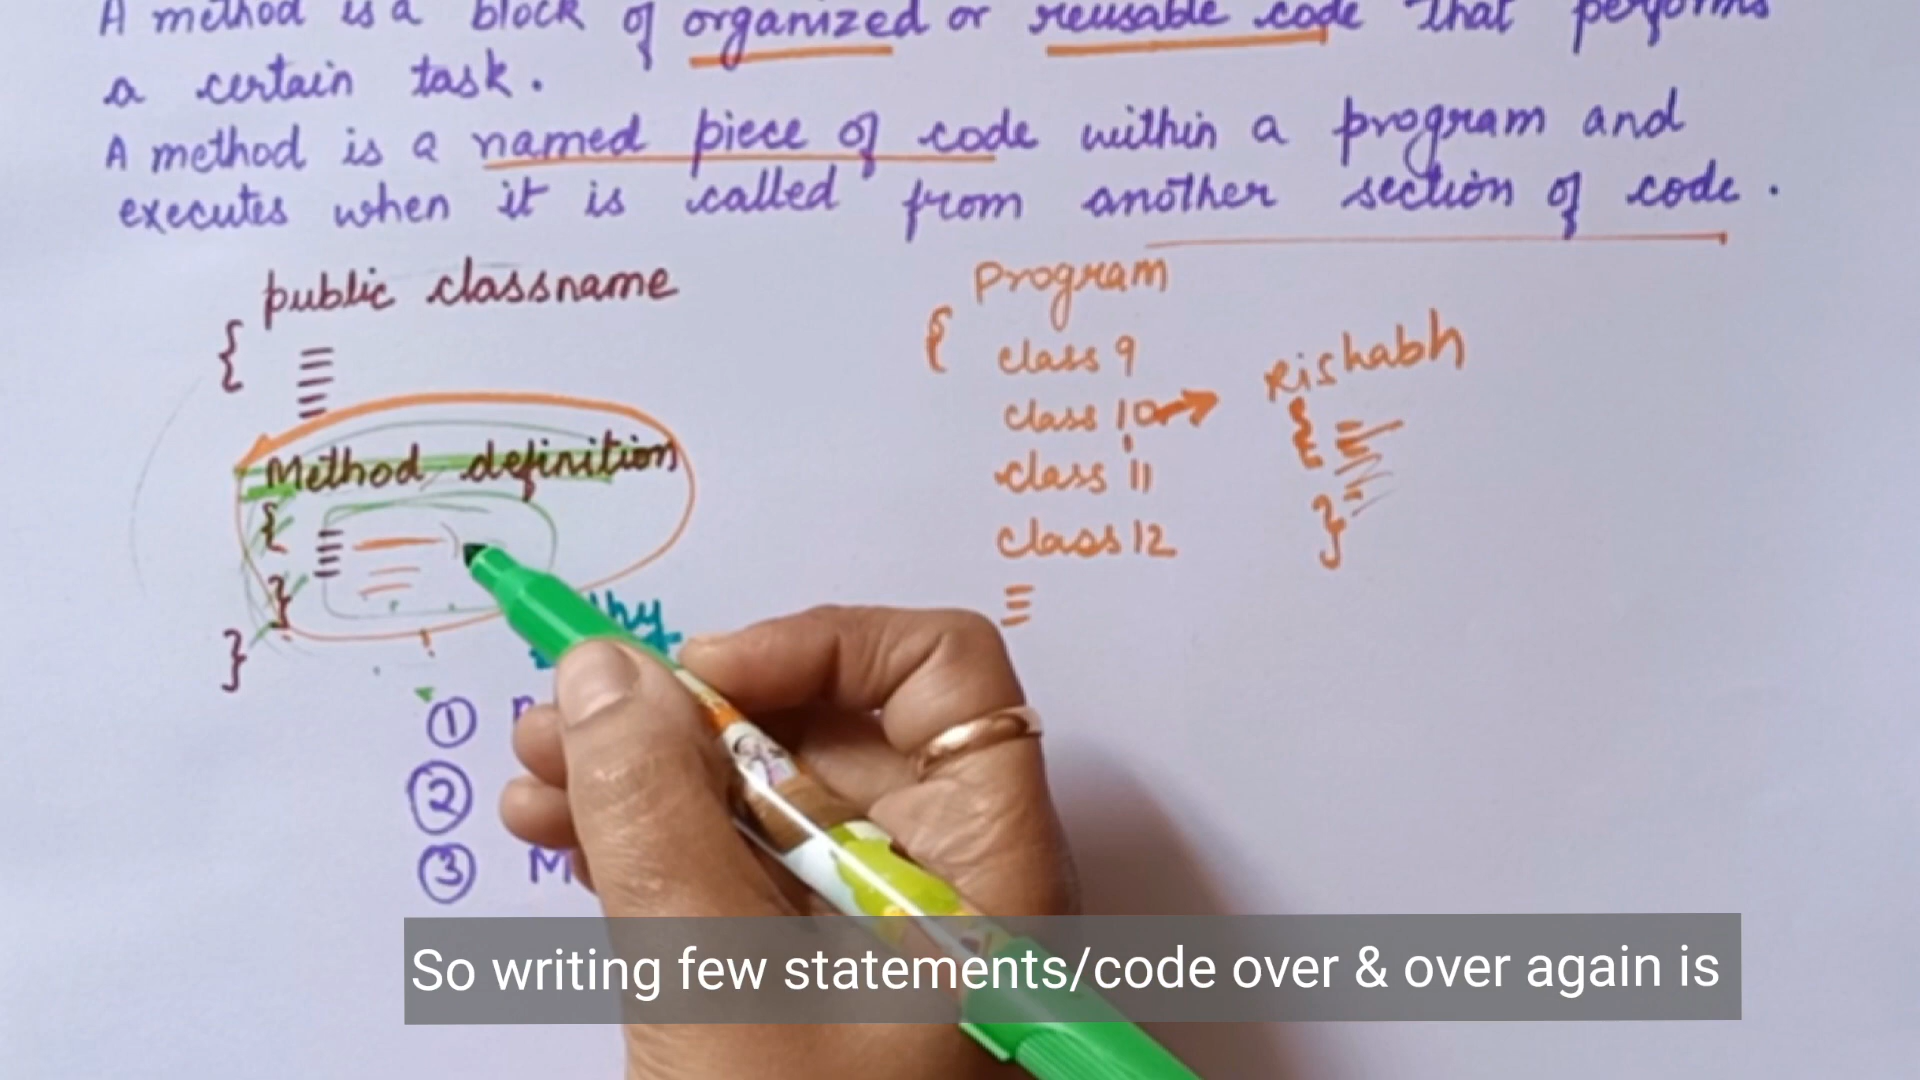 A method is a block of organized or reusable code that performs
a certain task.
A method is a named piece of code within a program and
executes when it is called from another section of code.
public classname
{
Method definition
{
}
}
Program
{
class 9
class 10
class 11
class 12
Rishabh
{
}
①
②
③ M
So writing few statements/code over & over again is